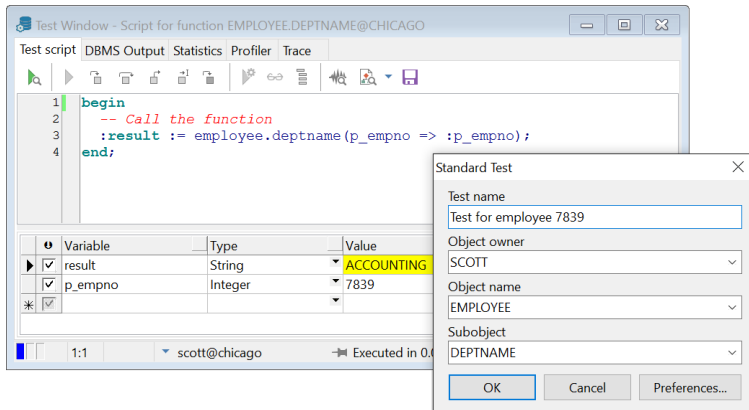 Test Window - Script for function EMPLOYEE.DEPTNAME@CHICAGO
Test script DBMS Output Statistics Profiler Trace
1 begin
2 -- Call the function
3 :result := employee.deptname(p_empno => :p_empno);
4 end;
Variable Type Value
result String ACCOUNTING
p_empno Integer 7839
1:1 scott@chicago Executed in
Standard Test
Test name
Test for employee 7839
Object owner
SCOTT
Object name
EMPLOYEE
Subobject
DEPTNAME
OK Cancel Preferences...